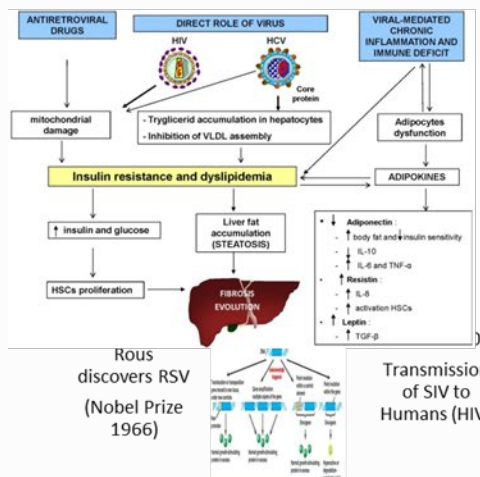 ANTIRETROVIRAL
DRUGS
DIRECT ROLE OF VIRUS
VIRAL-MEDIATED
CHRONIC
INFLAMMATION AND
IMMUNE DEFICIT
HIV
HCV
Core
protein
mitochondrial
damage
- Tryglicerid accumulation in hepatocytes
- Inhibition of VLDL assembly
Adipocytes
dysfunction
Insulin resistance and dyslipidemia
ADIPOKINES
↑ insulin and glucose
Liver fat
accumulation
(STEATOSIS)
HSCs proliferation
FIBROSIS
EVOLUTION
• ↓ Adiponectin :
- ↑ body fat and ↓ insulin sensitivity
- ↓ IL-10
- ↑ IL-6 and TNF-α
• ↑ Resistin :
- ↑ IL-8
- ↑ activation HSCs
• ↑ Leptin :
- ↑ TGF-β
Rous
discovers RSV
(Nobel Prize
1966)
DNA
Transmission
of SIV to
Humans (HIV